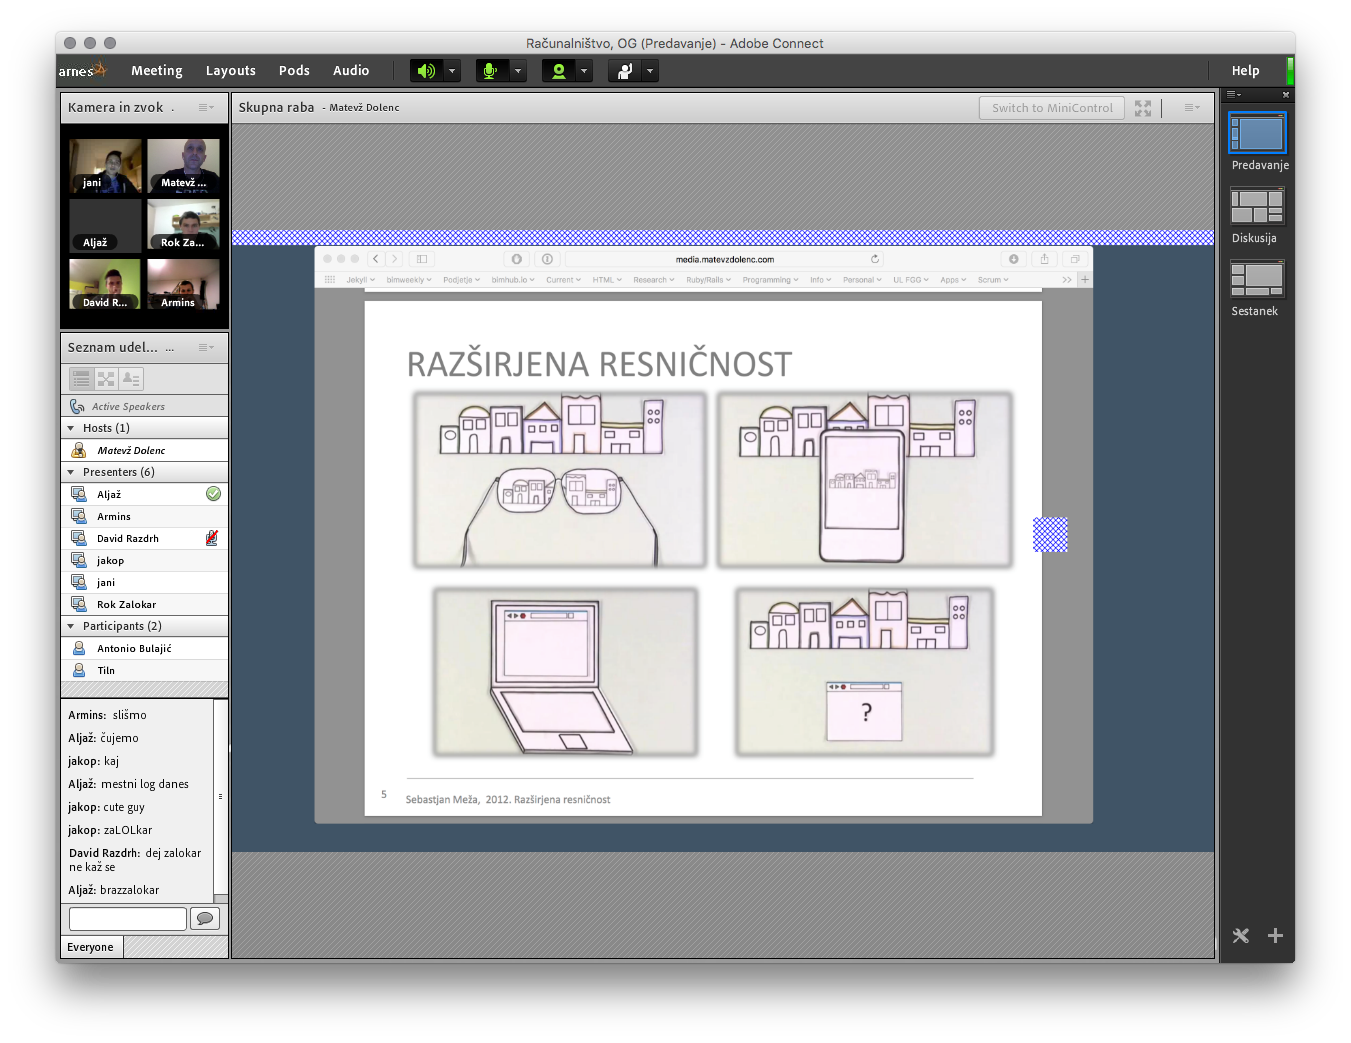 Računalništvo, OG (Predavanje) - Adobe Connect
arnes Meeting Layouts Pods Audio Help
Kamera in zvok .
jani
Matevž ...
Aljaž
Rok Za...
David R...
Armins
Seznam udel... ...
Active Speakers
Hosts (1)
Matevž Dolenc
Presenters (6)
Aljaž
Armins
David Razdrh
jakop
jani
Rok Zalokar
Participants (2)
Antonio Bulajić
Tiln
Armins: slišmo
Aljaž: čujemo
jakop: kaj
Aljaž: mestni log danes
jakop: cute guy
jakop: zaLOLkar
David Razdrh: dej zalokar
ne kaž se
Aljaž: brazzalokar
Everyone
Skupna raba - Matevž Dolenc
Switch to MiniControl
media.matevzdolenc.com
Jekyll bimweekly Podjetje bimhub.io Current HTML Research Ruby/Rails Programming Info Personal UL FGG Apps Scrum
RAZŠIRJENA RESNIČNOST
?
5
Sebastjan Meža, 2012. Razširjena resničnost
Predavanje
Diskusija
Sestanek